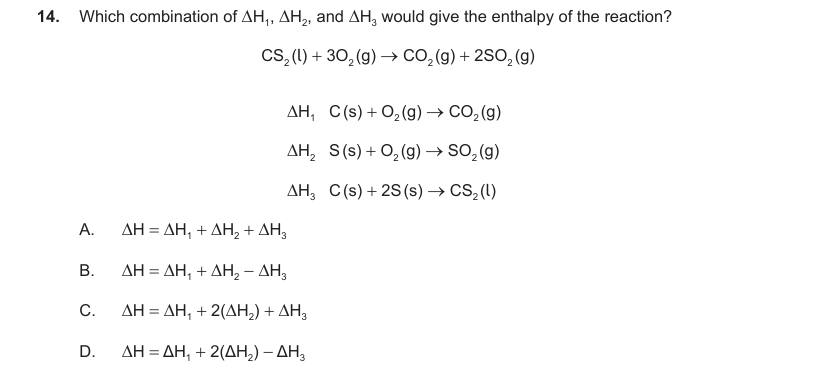 14. Which combination of ΔH₁, ΔH₂, and ΔH₃ would give the enthalpy of the reaction?
CS₂(l) + 3O₂(g) → CO₂(g) + 2SO₂(g)
ΔH₁ C(s) + O₂(g) → CO₂(g)
ΔH₂ S(s) + O₂(g) → SO₂(g)
ΔH₃ C(s) + 2S(s) → CS₂(l)
A. ΔH = ΔH₁ + ΔH₂ + ΔH₃
B. ΔH = ΔH₁ + ΔH₂ − ΔH₃
C. ΔH = ΔH₁ + 2(ΔH₂) + ΔH₃
D. ΔH = ΔH₁ + 2(ΔH₂) − ΔH₃